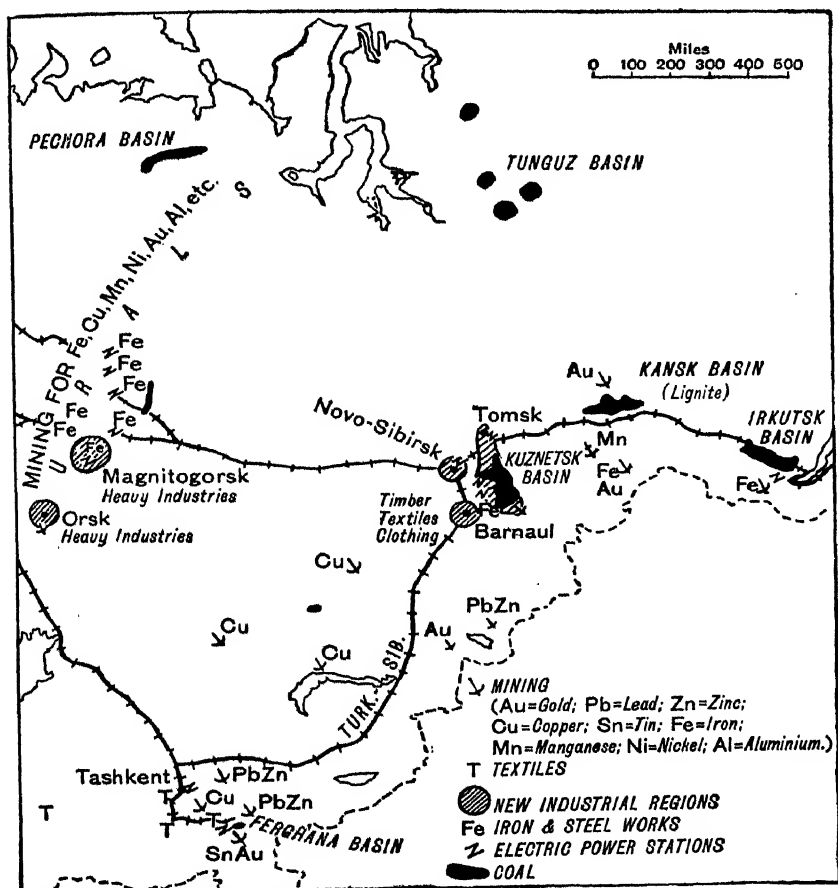 Miles
0 100 200 300 400 500
PECHORA BASIN
TUNGUZ BASIN
MINING FOR Fe, Cu, Mn, Ni, Au, Al, etc.
U R A L S
Fe
Fe
Fe
Fe
Fe
Fe
Magnitogorsk
Heavy Industries
Orsk
Heavy Industries
Novo-Sibirsk
Tomsk
KUZNETSK
BASIN
Fe
Timber
Textiles
Clothing
Barnaul
Au
KANSK BASIN
(Lignite)
Mn
Fe
Au
IRKUTSK
BASIN
Fe
Cu
Cu
Cu
Au
PbZn
TURK.-SIB.
Tashkent
PbZn
T
Cu
PbZn
T
T
T
FERGHANA BASIN
SnAu
MINING
(Au=Gold; Pb=Lead; Zn=Zinc;
Cu=Copper; Sn=Tin; Fe=Iron;
Mn=Manganese; Ni=Nickel; Al=Aluminium.)
T TEXTILES
NEW INDUSTRIAL REGIONS
Fe IRON & STEEL WORKS
ELECTRIC POWER STATIONS
COAL